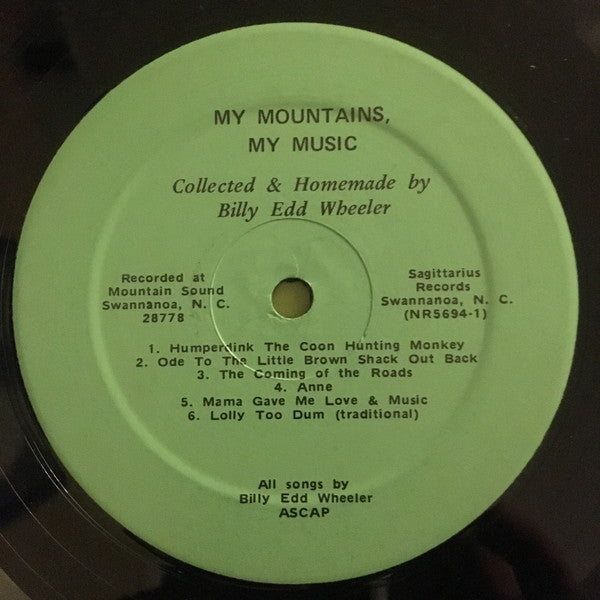 MY MOUNTAINS,
MY MUSIC
Collected & Homemade by
Billy Edd Wheeler
Recorded at
Mountain Sound
Swannanoa, N. C.
28778
Sagittarius
Records
Swannanoa, N. C.
(NR5694-1)
1. Humperdink The Coon Hunting Monkey
2. Ode To The Little Brown Shack Out Back
3. The Coming of the Roads
4. Anne
5. Mama Gave Me Love & Music
6. Lolly Too Dum (traditional)
All songs by
Billy Edd Wheeler
ASCAP